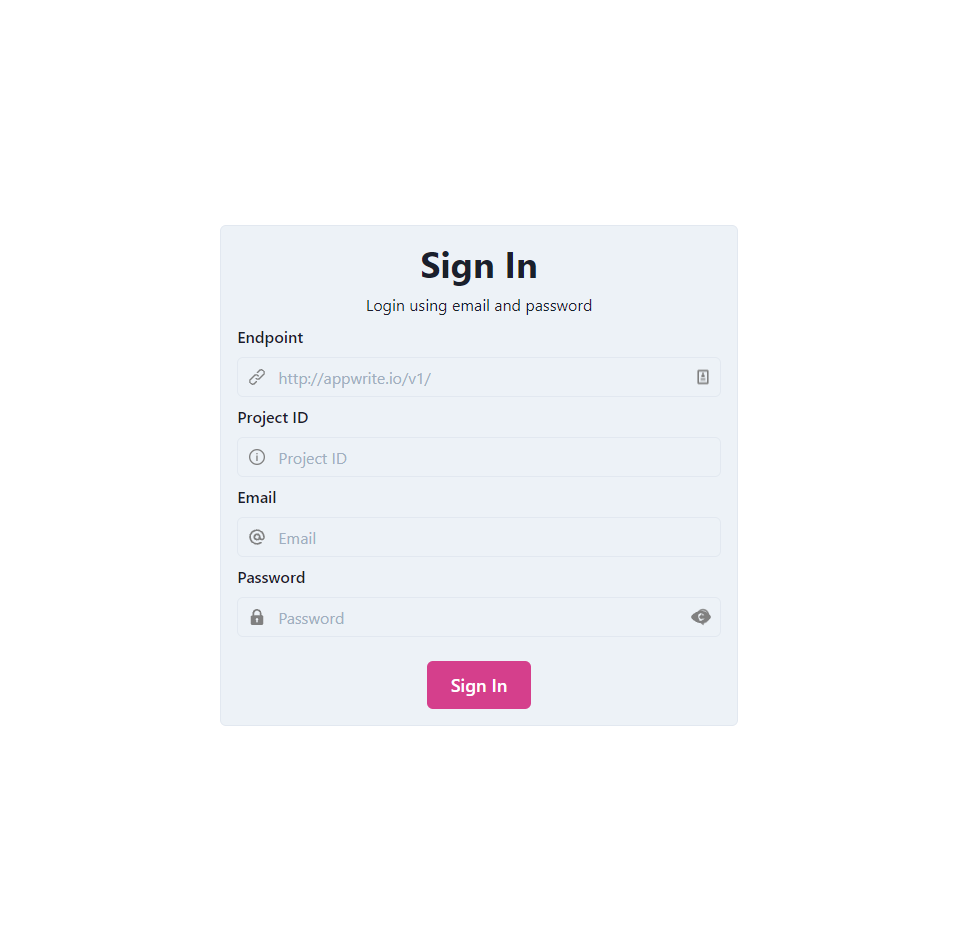 Sign In
Login using email and password
Endpoint
http://appwrite.io/v1/
Project ID
Project ID
Email
Email
Password
Password
Sign In